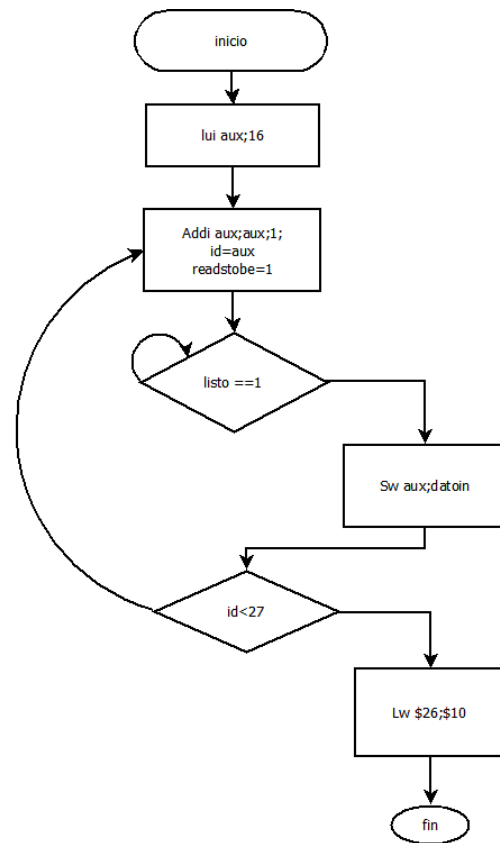 inicio
lui aux;16
Addi aux;aux;1;
id=aux
readstobe=1
listo ==1
Sw aux;datoin
id<27
Lw $26;$10
fin